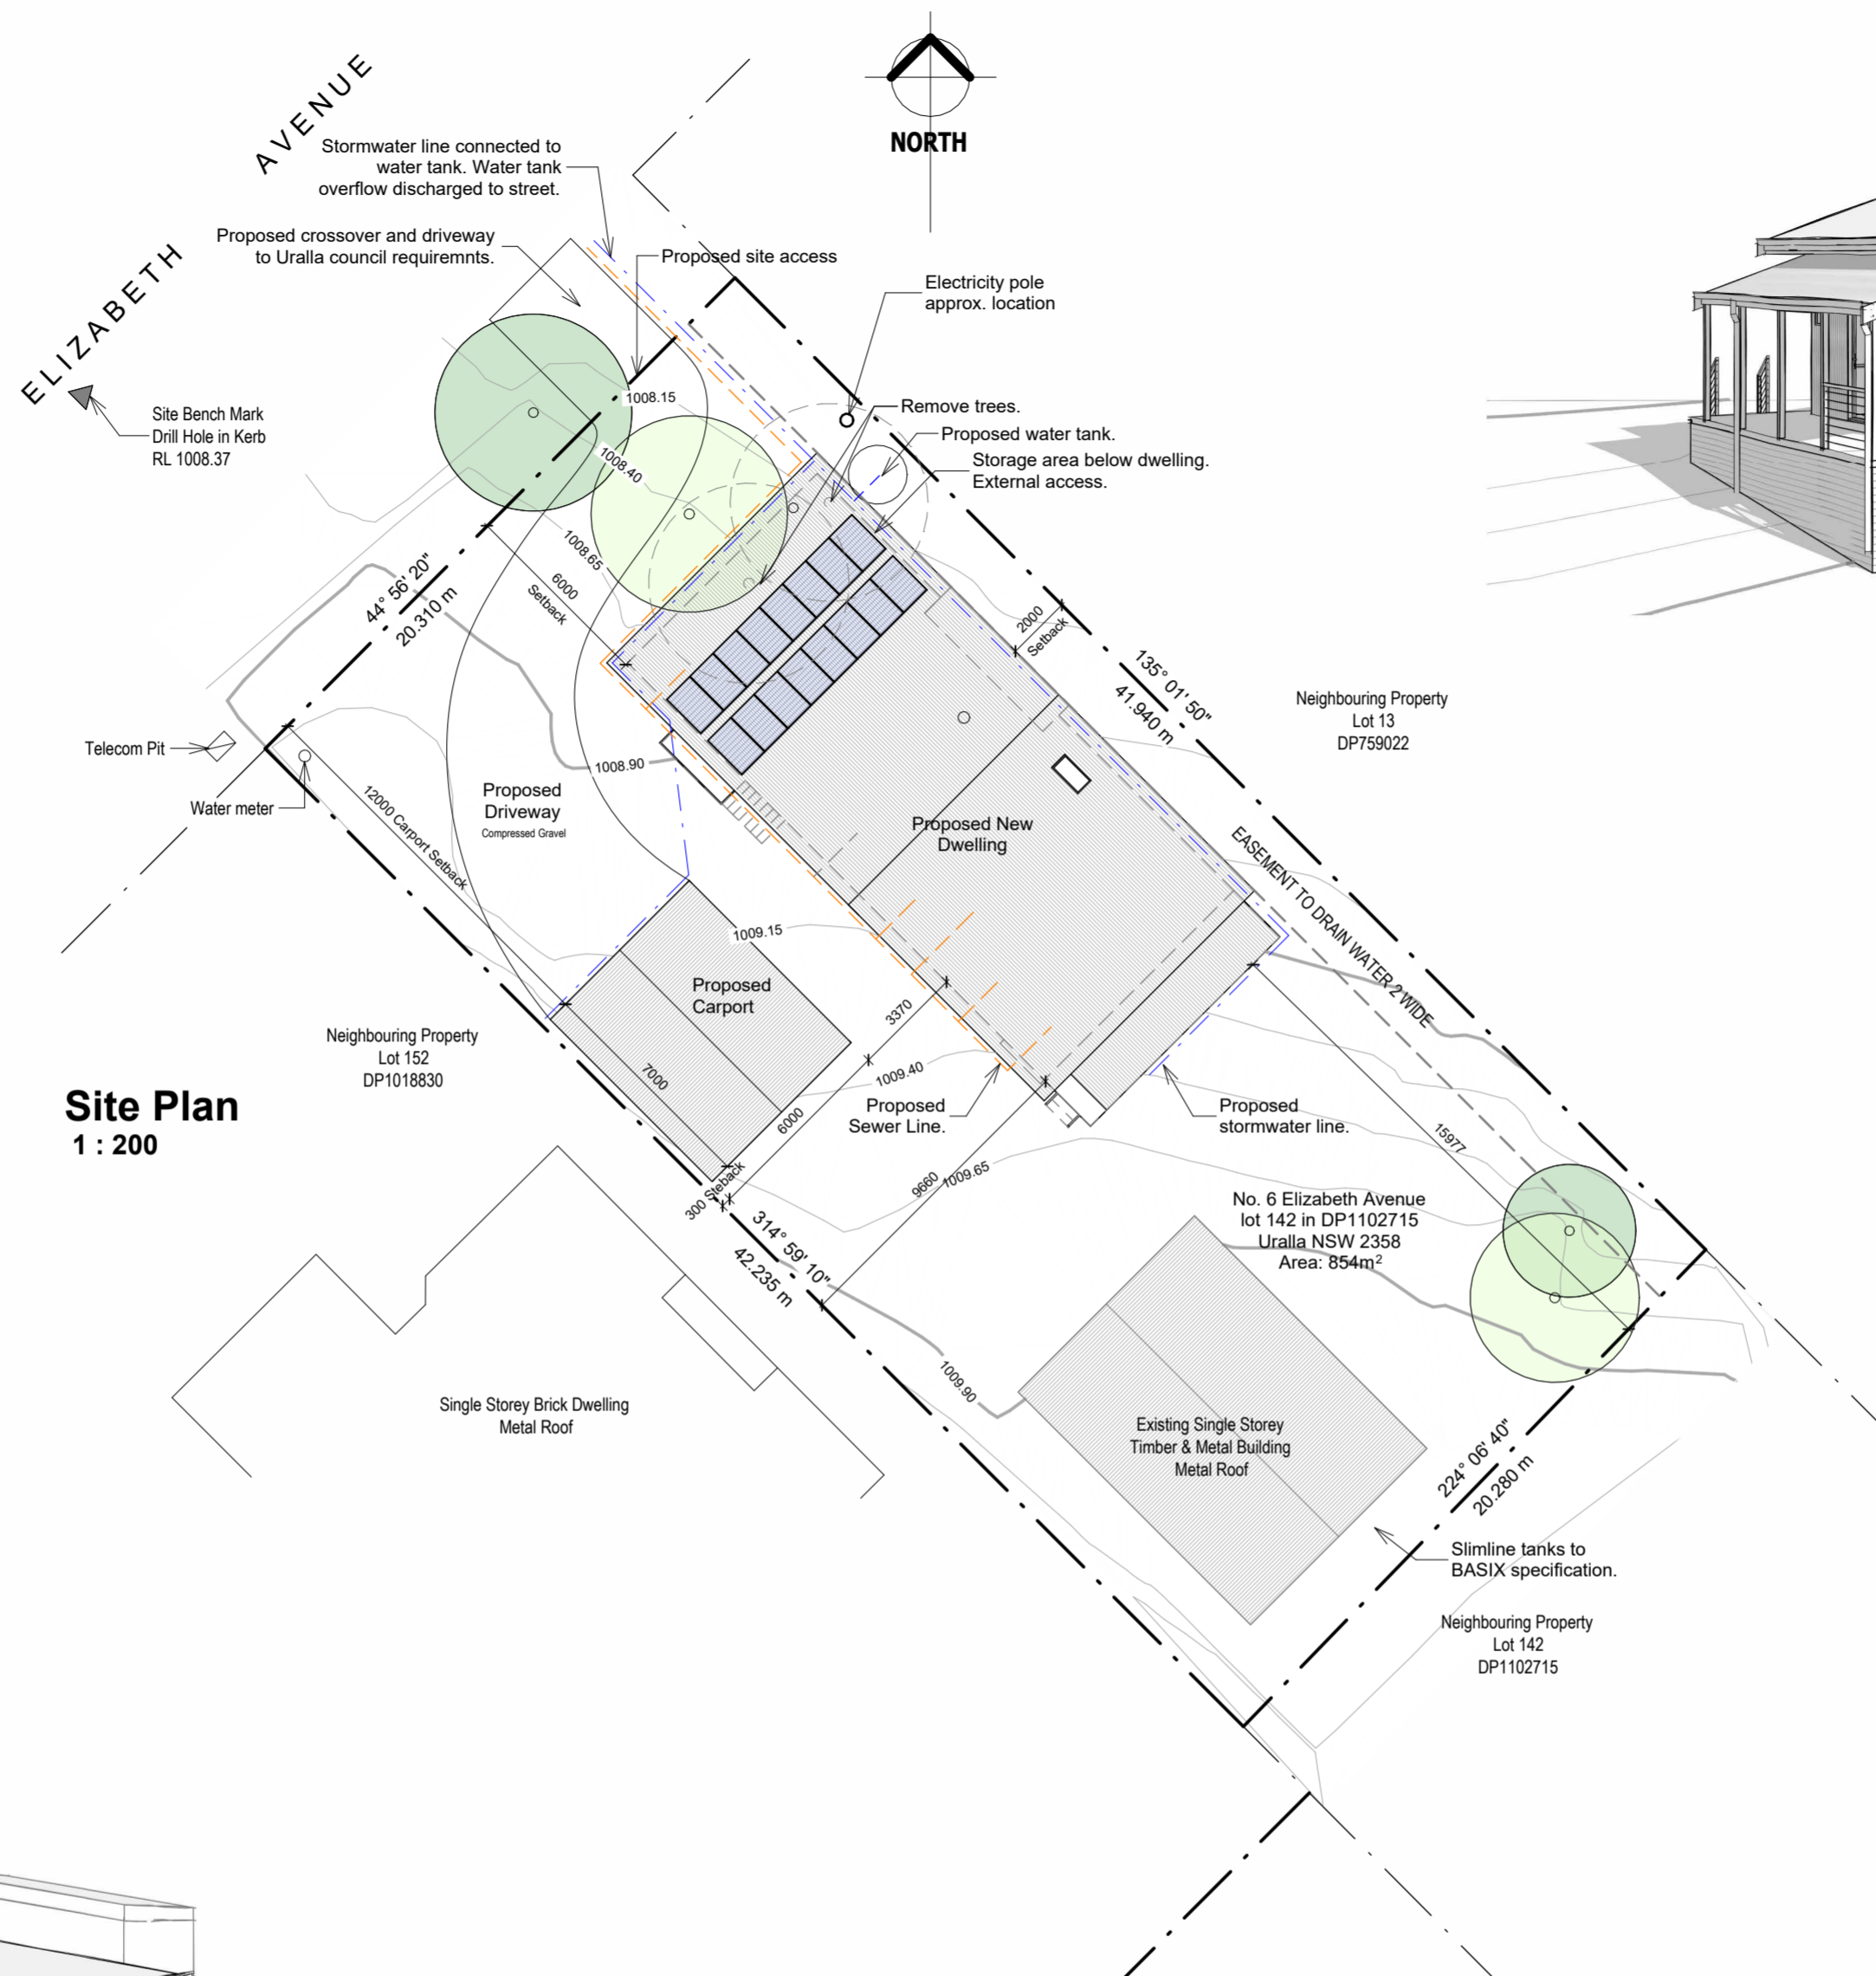 NORTH
ELIZABETH AVENUE
Stormwater line connected to
water tank. Water tank
overflow discharged to street.
Proposed crossover and driveway
to Uralla council requiremnts.
Proposed site access
Electricity pole
approx. location
Site Bench Mark
Drill Hole in Kerb
RL 1008.37
1008.15
Remove trees.
Proposed water tank.
Storage area below dwelling.
External access.
1008.40
1008.65
6000
Setback
44° 56' 20"
20.310 m
2000
Setback
135° 01' 50"
41.940 m
Neighbouring Property
Lot 13
DP759022
Telecom Pit
Water meter
1008.90
Proposed
Driveway
Compressed Gravel
12000 Carport Setback
Proposed New
Dwelling
EASEMENT TO DRAIN WATER 2 WIDE
1009.15
Proposed
Carport
3370
7000
6000
Neighbouring Property
Lot 152
DP1018830
Site Plan
1 : 200
1009.40
Proposed
Sewer Line.
Proposed
stormwater line.
15977
300 Steback
9660
1009.65
314° 59' 10"
42.235 m
No. 6 Elizabeth Avenue
lot 142 in DP1102715
Uralla NSW 2358
Area: 854m²
1009.90
Single Storey Brick Dwelling
Metal Roof
Existing Single Storey
Timber & Metal Building
Metal Roof
224° 06' 40"
20.280 m
Slimline tanks to
BASIX specification.
Neighbouring Property
Lot 142
DP1102715